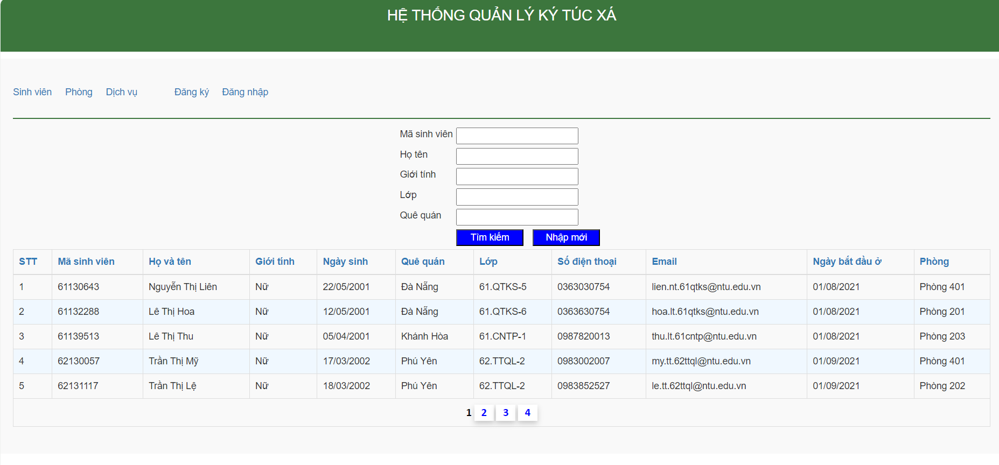 HỆ THỐNG QUẢN LÝ KÝ TÚC XÁ
Sinh viên Phòng Dịch vụ Đăng ký Đăng nhập
Mã sinh viên
Họ tên
Giới tính
Lớp
Quê quán
Tìm kiếm Nhập mới
STT Mã sinh viên Họ và tên Giới tính Ngày sinh Quê quán Lớp Số điện thoại Email Ngày bắt đầu ở Phòng
1 61130643 Nguyễn Thị Liên Nữ 22/05/2001 Đà Nẵng 61.QTKS-5 0363030754 lien.nt.61qtks@ntu.edu.vn 01/08/2021 Phòng 401
2 61132288 Lê Thị Hoa Nữ 12/05/2001 Đà Nẵng 61.QTKS-6 0363630754 hoa.lt.61qtks@ntu.edu.vn 01/08/2021 Phòng 201
3 61139513 Lê Thị Thu Nữ 05/04/2001 Khánh Hòa 61.CNTP-1 0987820013 thu.lt.61cntp@ntu.edu.vn 01/08/2021 Phòng 203
4 62130057 Trần Thị Mỹ Nữ 17/03/2002 Phú Yên 62.TTQL-2 0983002007 my.tt.62ttql@ntu.edu.vn 01/09/2021 Phòng 401
5 62131117 Trần Thị Lệ Nữ 18/03/2002 Phú Yên 62.TTQL-2 0983852527 le.tt.62ttql@ntu.edu.vn 01/09/2021 Phòng 202
1 2 3 4